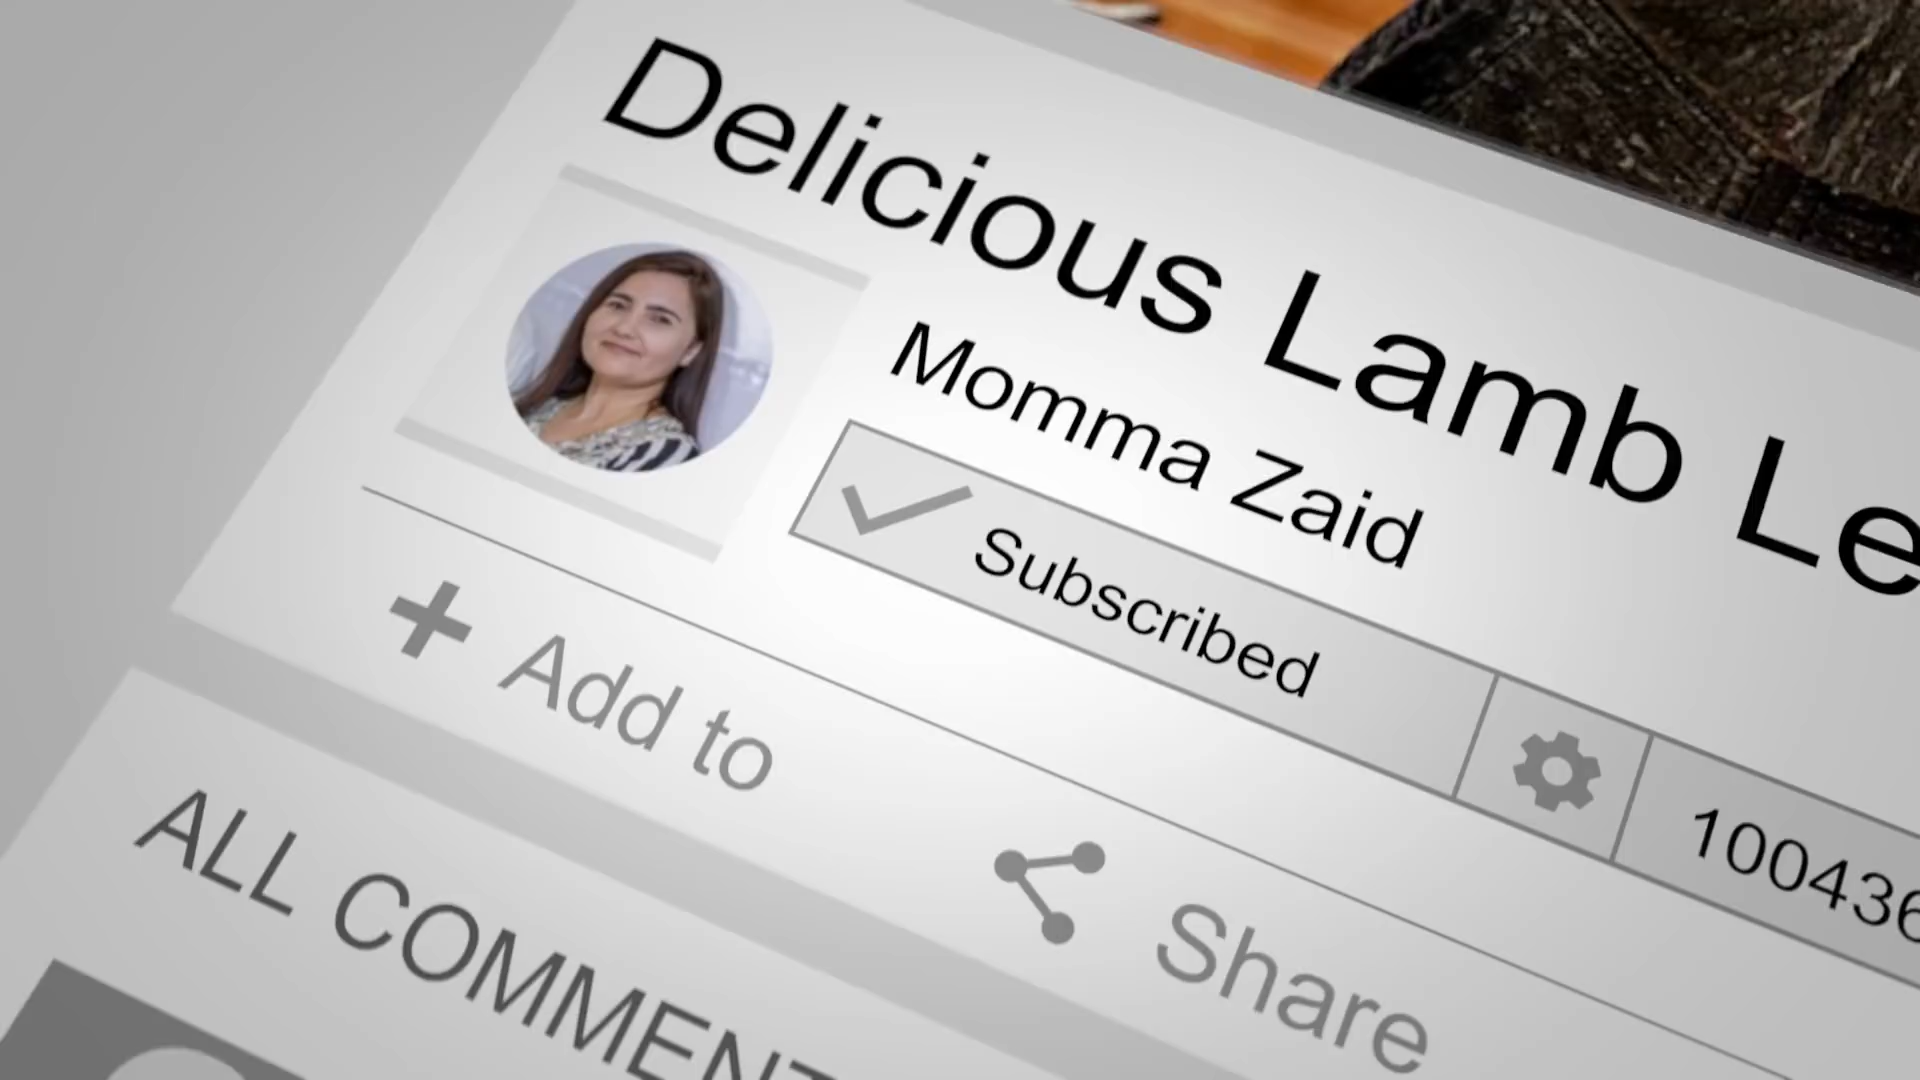 Delicious Lamb Le
Momma Zaid
Subscribed
100436
Add to
Share
ALL COMMENT